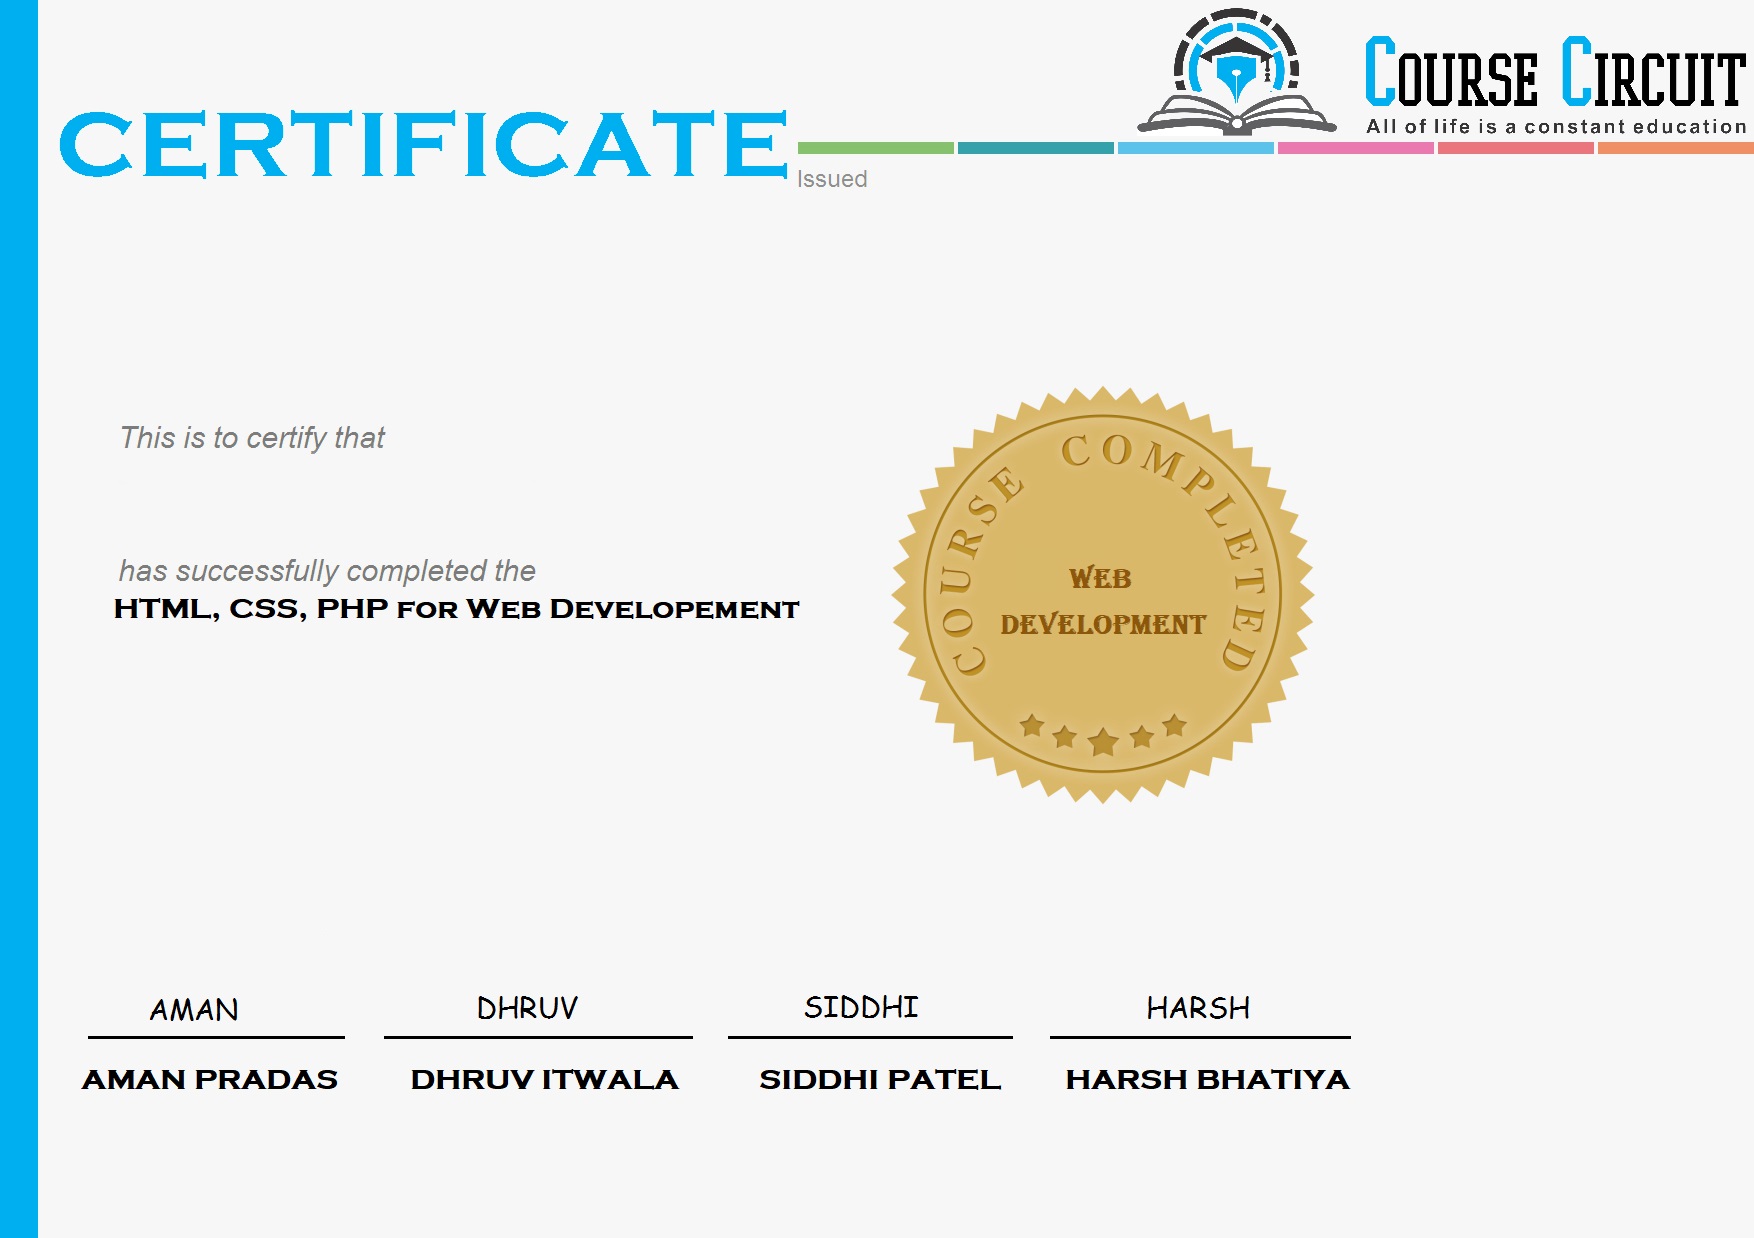 COURSE CIRCUIT
All of life is a constant education
CERTIFICATE
Issued
This is to certify that
has successfully completed the
HTML, CSS, PHP FOR WEB DEVELOPEMENT
COURSE COMPLETED
WEB
DEVELOPMENT
AMAN DHRUV SIDDHI HARSH
AMAN PRADAS DHRUV ITWALA SIDDHI PATEL HARSH BHATIYA